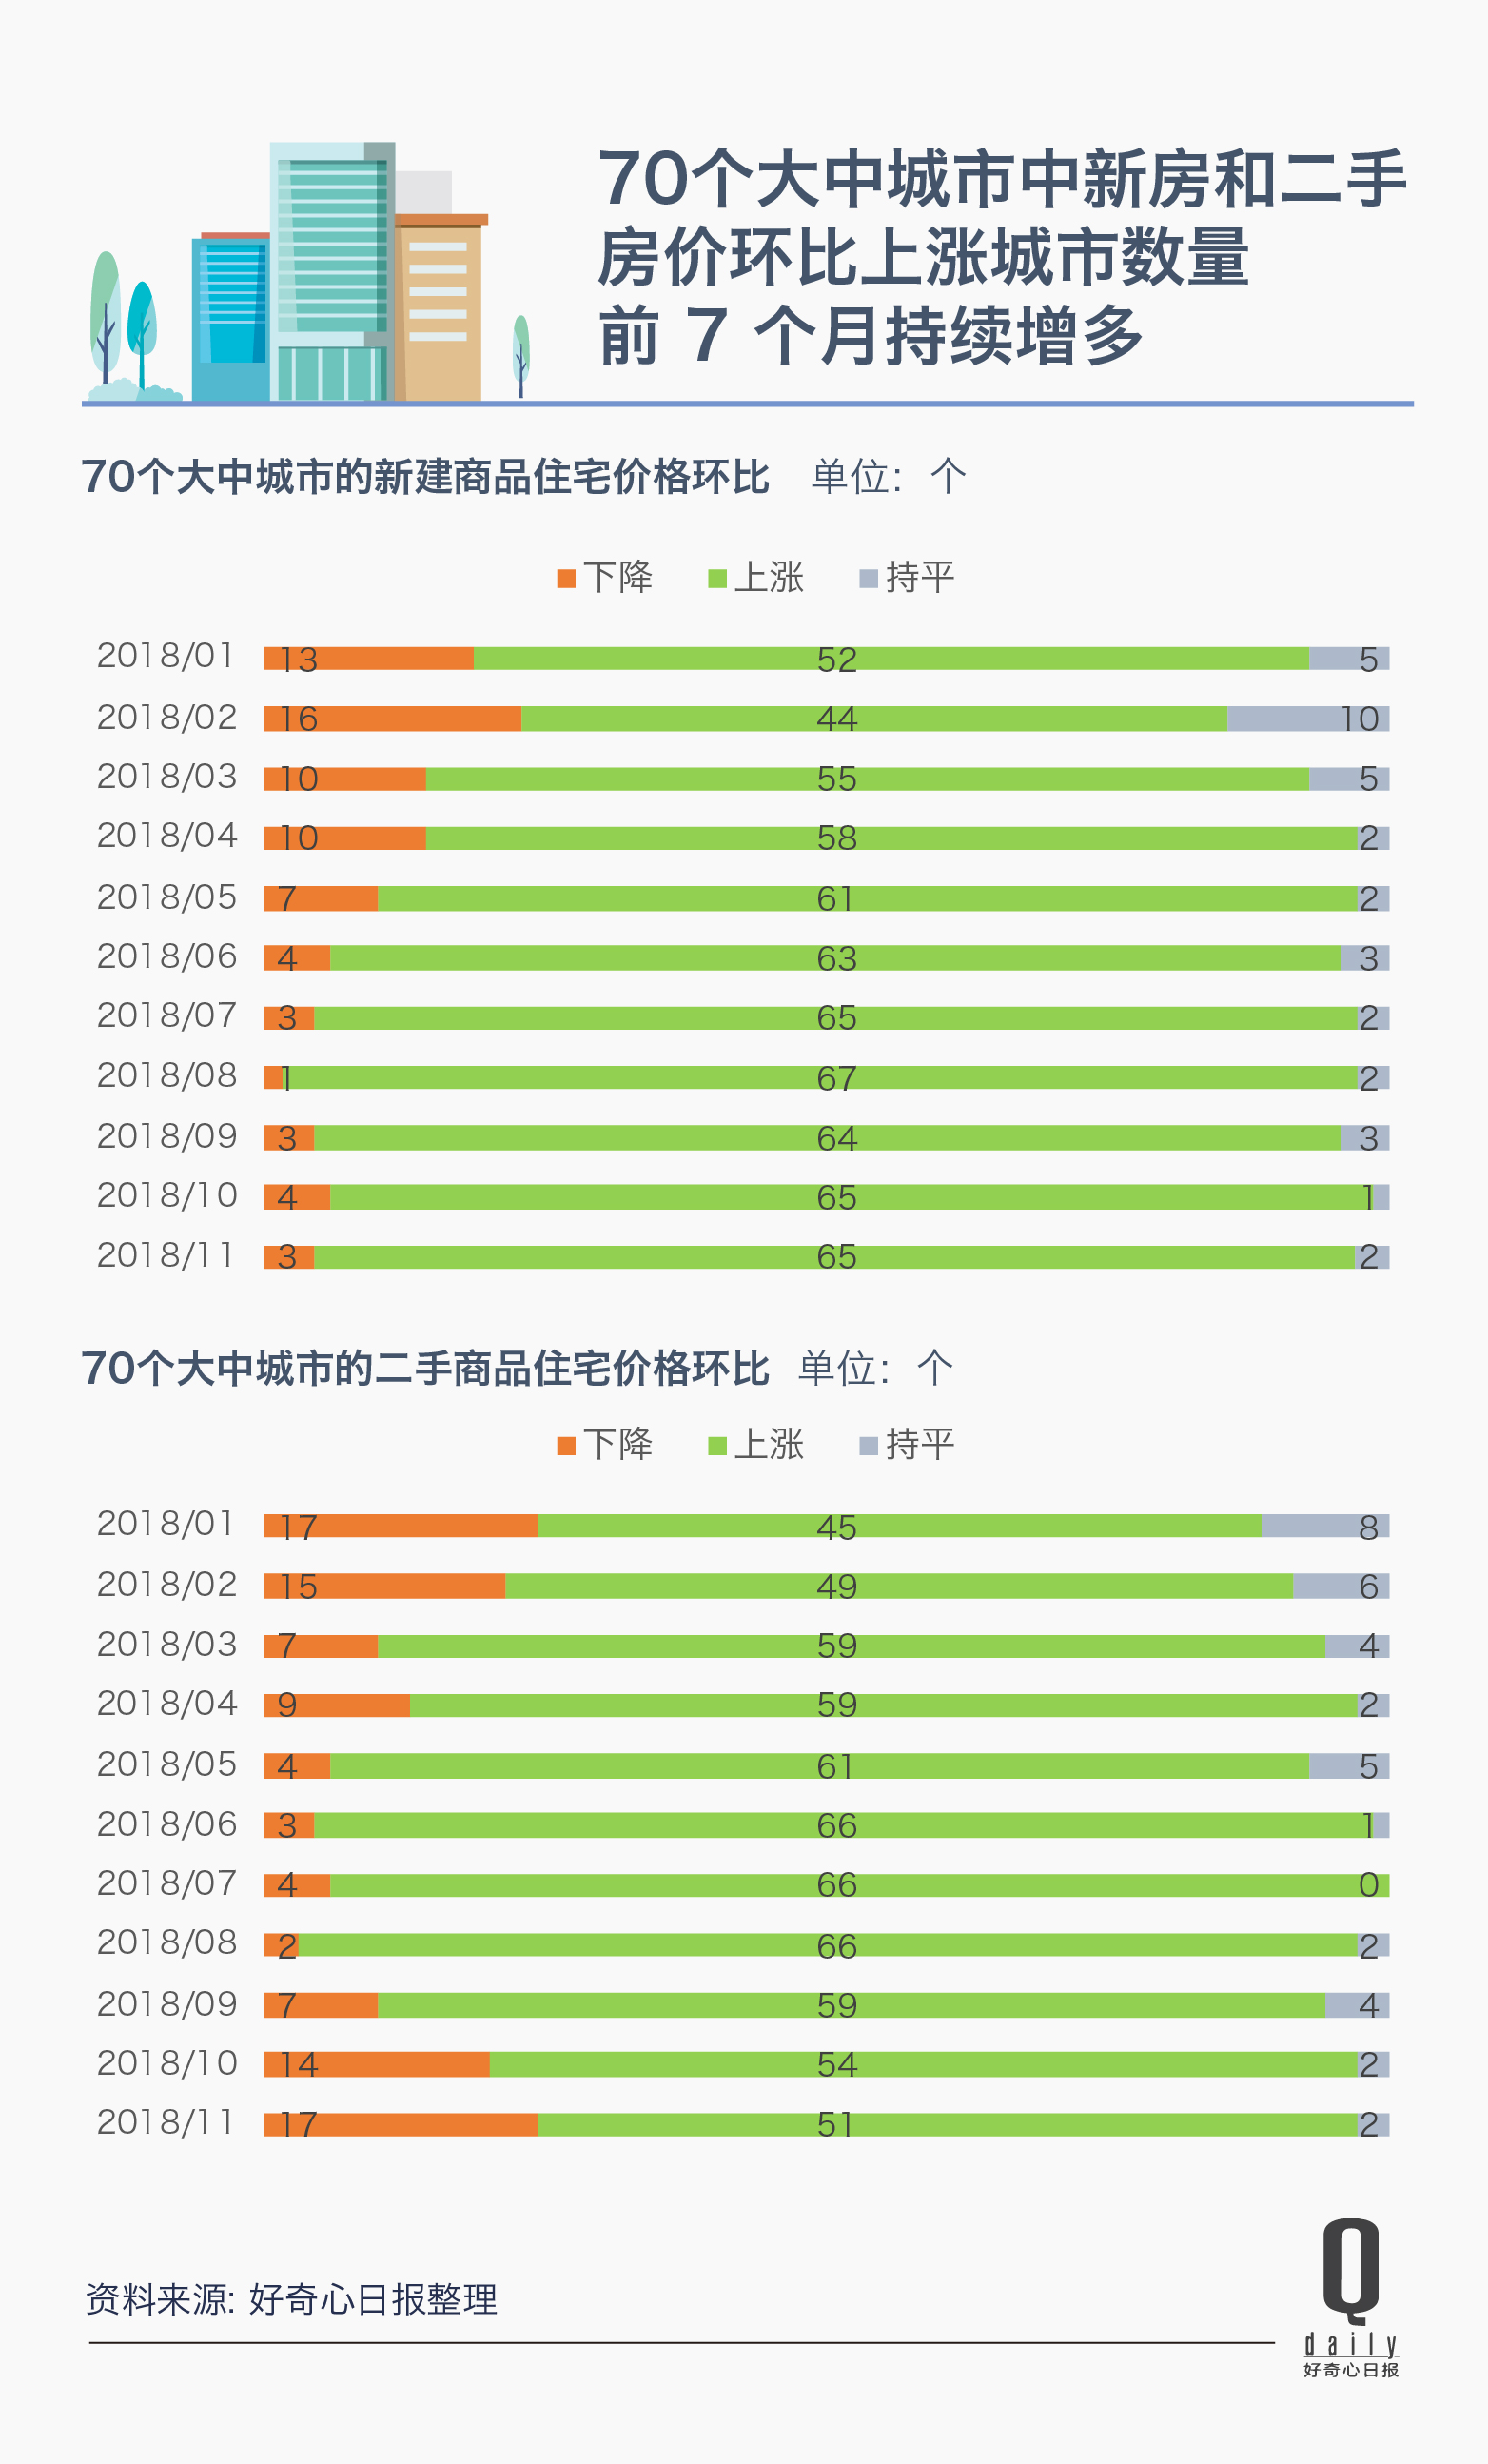 70个大中城市中新房和二手
房价环比上涨城市数量
前 7 个月持续增多
70个大中城市的新建商品住宅价格环比 单位：个
下降 上涨 持平
2018/01 13 52 5
2018/02 16 44 10
2018/03 10 55 5
2018/04 10 58 2
2018/05 7 61 2
2018/06 4 63 3
2018/07 3 65 2
2018/08 1 67 2
2018/09 3 64 3
2018/10 4 65 1
2018/11 3 65 2
70个大中城市的二手商品住宅价格环比 单位：个
下降 上涨 持平
2018/01 17 45 8
2018/02 15 49 6
2018/03 7 59 4
2018/04 9 59 2
2018/05 4 61 5
2018/06 3 66 1
2018/07 4 66 0
2018/08 2 66 2
2018/09 7 59 4
2018/10 14 54 2
2018/11 17 51 2
资料来源: 好奇心日报整理
Q
daily
好奇心日报